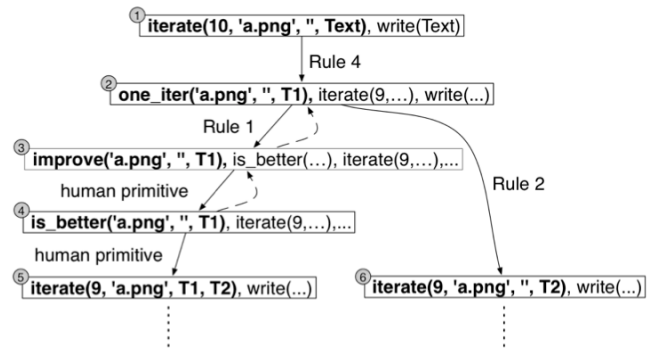 1
iterate(10, 'a.png', '', Text), write(Text)
Rule 4
2
one_iter('a.png', '', T1), iterate(9,…), write(...)
Rule 1
3
improve('a.png', '', T1), is_better(…), iterate(9,…),...
human primitive
Rule 2
4
is_better('a.png', '', T1), iterate(9,…),...
human primitive
5
iterate(9, 'a.png', T1, T2), write(...)
6
iterate(9, 'a.png', '', T2), write(...)